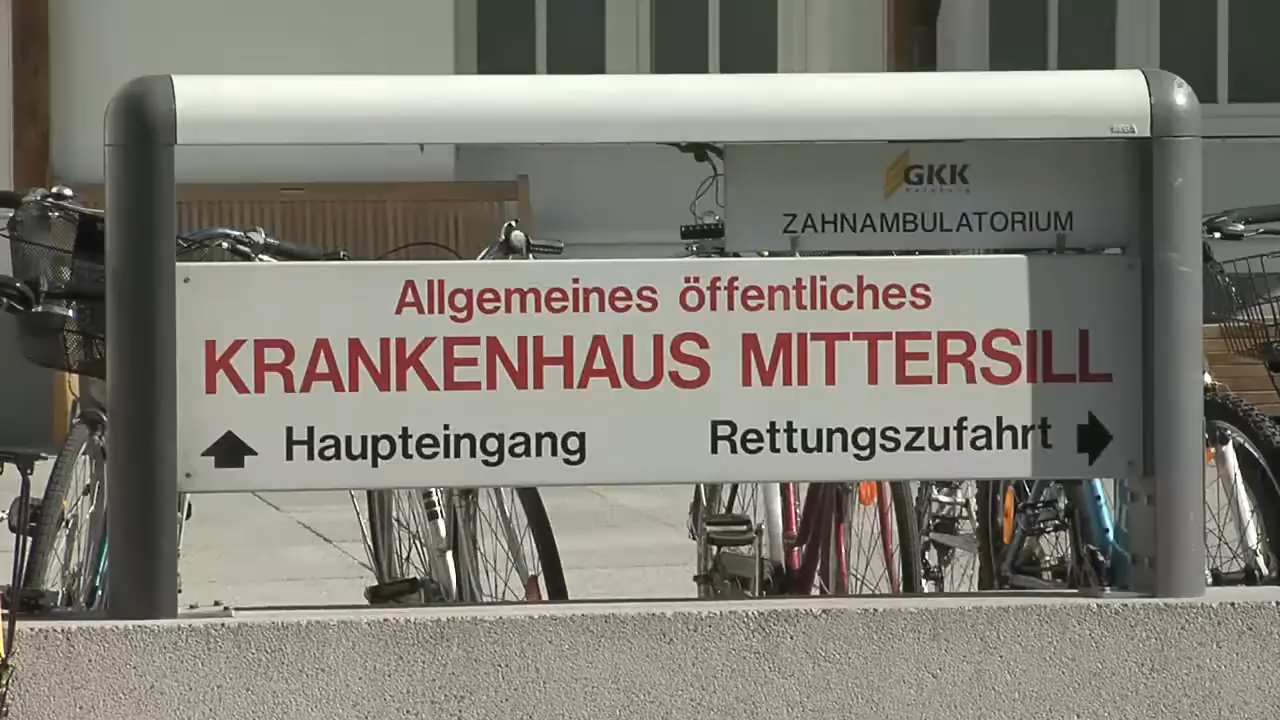 GKK
ZAHNAMBULATORIUM
Allgemeines öffentliches
KRANKENHAUS MITTERSILL
Haupteingang Rettungszufahrt